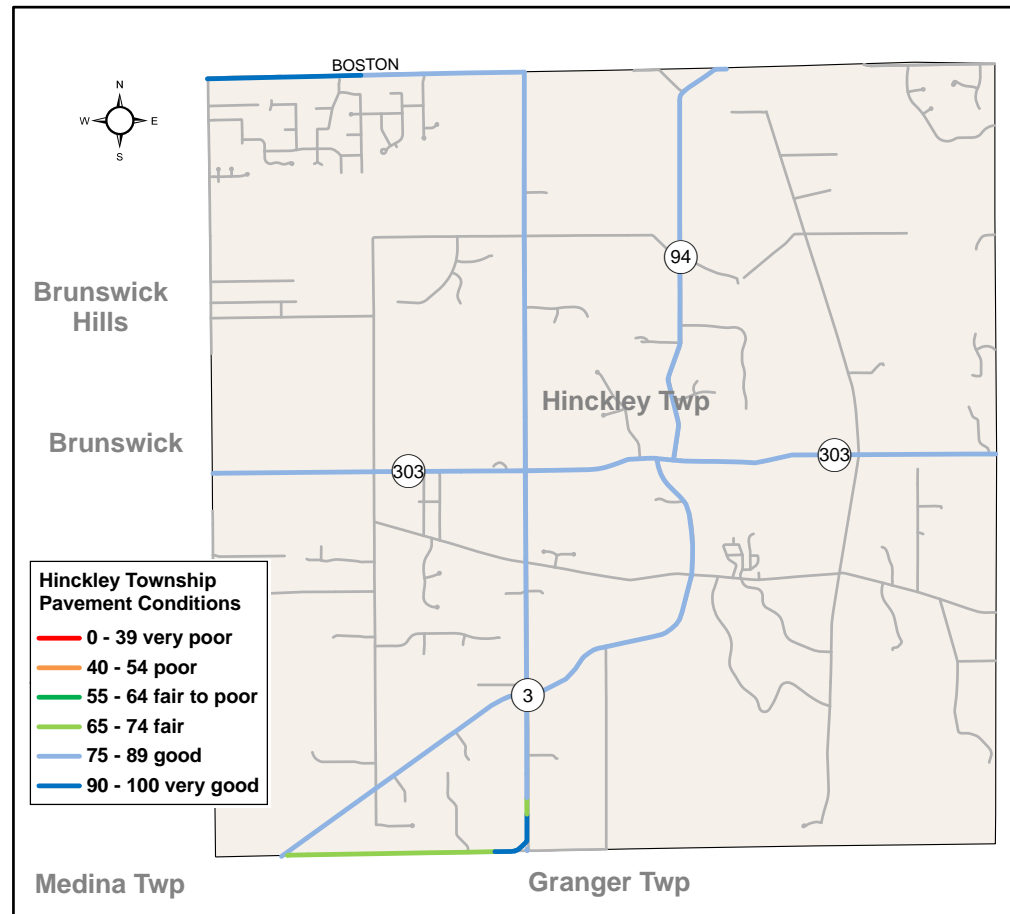 BOSTON
N
W E
S
94
Brunswick
Hills
Hinckley Twp
Brunswick
303
303
Hinckley Township
Pavement Conditions
0 - 39 very poor
40 - 54 poor
55 - 64 fair to poor
65 - 74 fair
75 - 89 good
90 - 100 very good
3
Medina Twp
Granger Twp